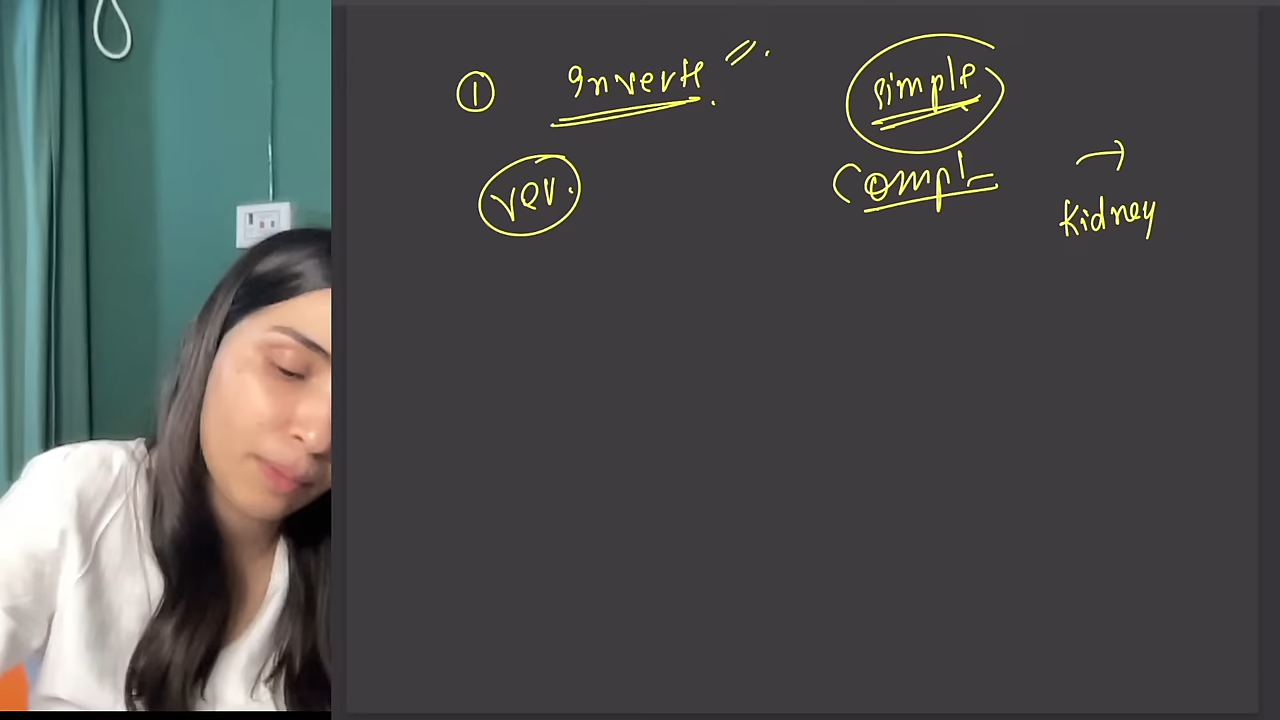 ① Inverte simple
ver. Compl →
kidney